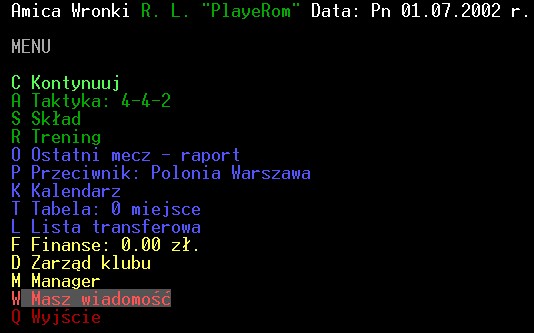 Amica Wronki R. L. "PlayeRom" Data: Pn 01.07.2002 r.
MENU
C Kontynuuj
A Taktyka: 4-4-2
S Skład
R Trening
O Ostatni mecz - raport
P Przeciwnik: Polonia Warszawa
K Kalendarz
T Tabela: 0 miejsce
L Lista transferowa
F Finanse: 0.00 zł.
D Zarząd klubu
M Manager
W Masz wiadomość
Q Wyjście